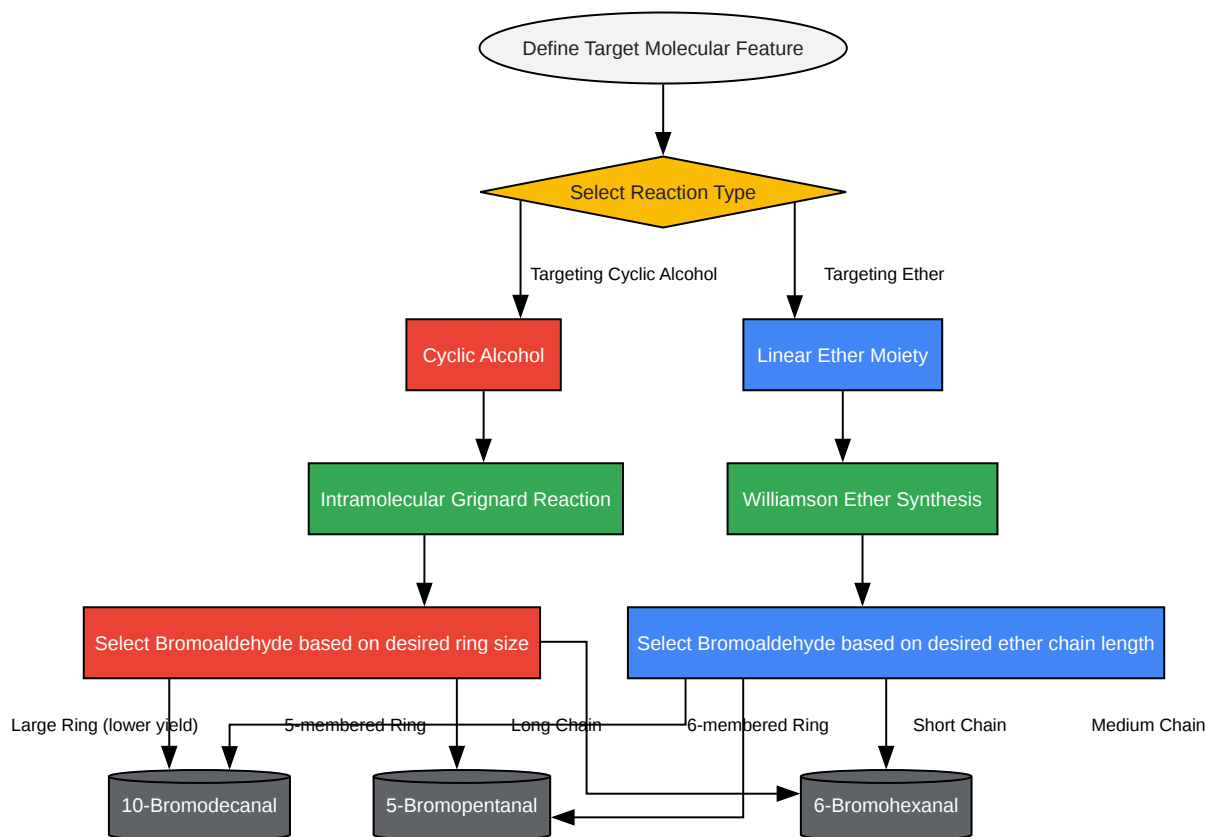 Define Target Molecular Feature
Select Reaction Type
Targeting Cyclic Alcohol
Targeting Ether
Cyclic Alcohol
Linear Ether Moiety
Intramolecular Grignard Reaction
Williamson Ether Synthesis
Select Bromoaldehyde based on desired ring size
Select Bromoaldehyde based on desired ether chain length
Large Ring (lower yield)
5-membered Ring
Long Chain
6-membered Ring
Short Chain
Medium Chain
10-Bromodecanal
5-Bromopentanal
6-Bromohexanal